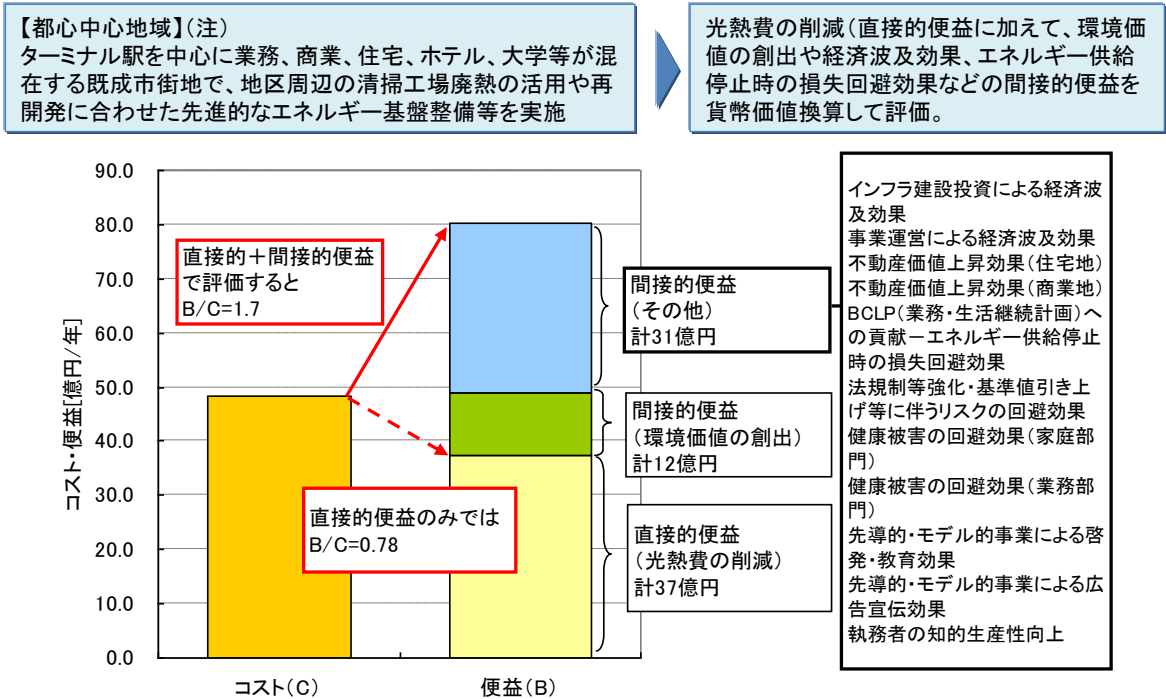 【都心中心地域】(注)
ターミナル駅を中心に業務、商業、住宅、ホテル、大学等が混
在する既成市街地で、地区周辺の清掃工場廃熱の活用や再
開発に合わせた先進的なエネルギー基盤整備等を実施
光熱費の削減(直接的便益に加えて、環境価
値の創出や経済波及効果、エネルギー供給
停止時の損失回避効果などの間接的便益を
貨幣価値換算して評価。
コスト・便益[億円/年]
90.0
80.0
70.0
60.0
50.0
40.0
30.0
20.0
10.0
0.0
コスト(C)
便益(B)
直接的+間接的便益
で評価すると
B/C=1.7
直接的便益のみでは
B/C=0.78
間接的便益
(その他)
計31億円
間接的便益
(環境価値の創出)
計12億円
直接的便益
(光熱費の削減)
計37億円
インフラ建設投資による経済波
及効果
事業運営による経済波及効果
不動産価値上昇効果(住宅地)
不動産価値上昇効果(商業地)
BCLP(業務・生活継続計画)へ
の貢献-エネルギー供給停止
時の損失回避効果
法規制等強化・基準値引き上
げ等に伴うリスクの回避効果
健康被害の回避効果(家庭部
門)
健康被害の回避効果(業務部
門)
先導的・モデル的事業による啓
発・教育効果
先導的・モデル的事業による広
告宣伝効果
執務者の知的生産性向上